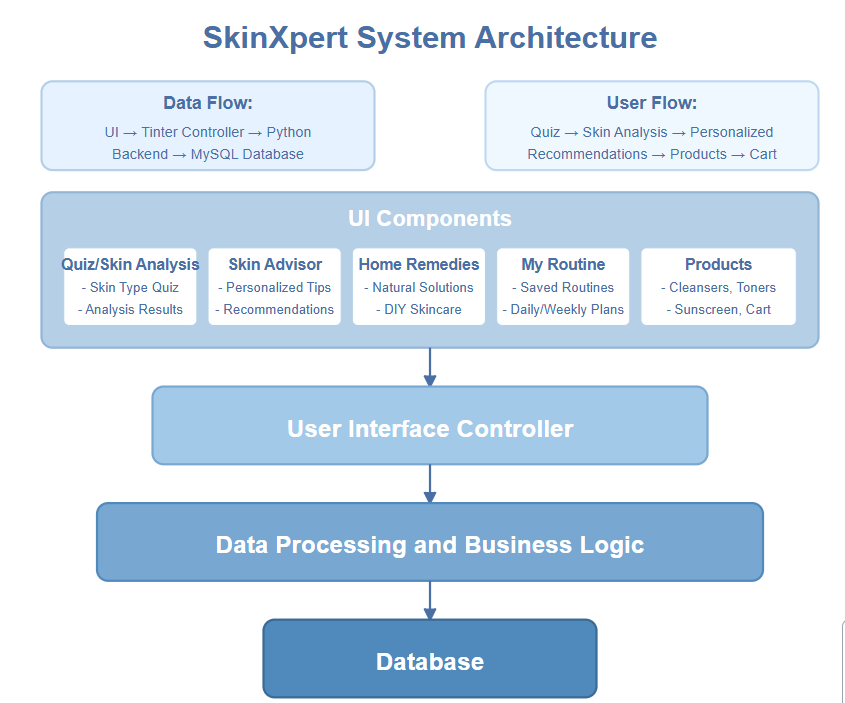 SkinXpert System Architecture
Data Flow:
UI → Tinter Controller → Python
Backend → MySQL Database
User Flow:
Quiz → Skin Analysis → Personalized
Recommendations → Products → Cart
UI Components
Quiz/Skin Analysis
- Skin Type Quiz
- Analysis Results
Skin Advisor
- Personalized Tips
- Recommendations
Home Remedies
- Natural Solutions
- DIY Skincare
My Routine
- Saved Routines
- Daily/Weekly Plans
Products
- Cleansers, Toners
- Sunscreen, Cart
User Interface Controller
Data Processing and Business Logic
Database